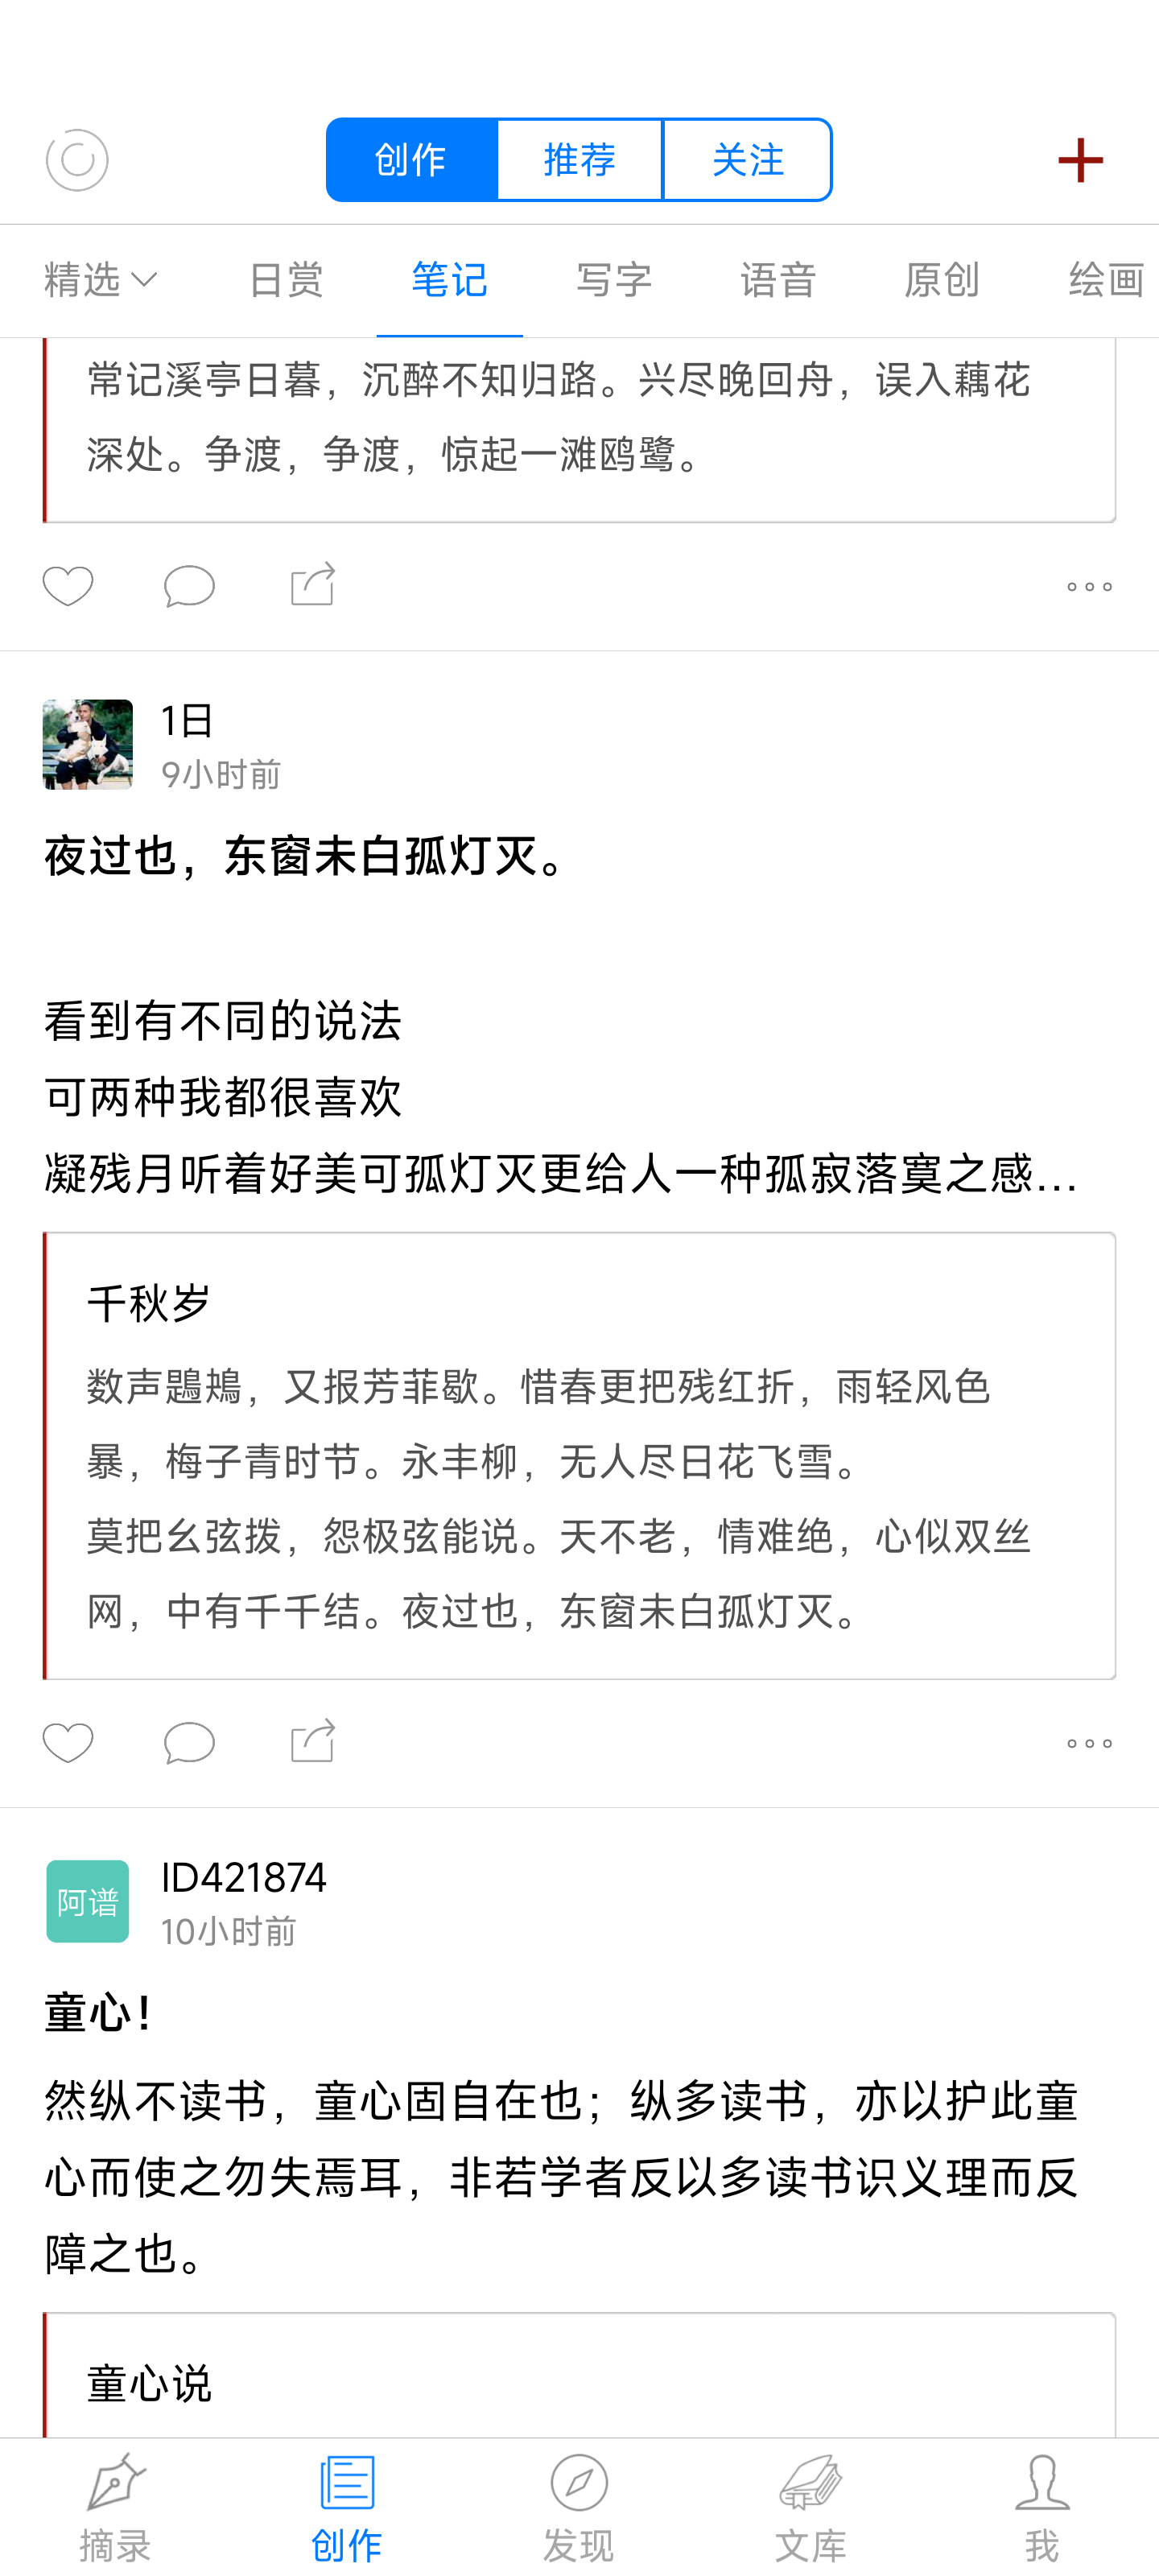 创作 推荐 关注
精选 日赏 笔记 写字 语音 原创 绘画
常记溪亭日暮，沉醉不知归路。兴尽晚回舟，误入藕花
深处。争渡，争渡，惊起一滩鸥鹭。
1日
9小时前
夜过也，东窗未白孤灯灭。
看到有不同的说法
可两种我都很喜欢
凝残月听着好美可孤灯灭更给人一种孤寂落寞之感...
千秋岁
数声鶗鴂，又报芳菲歇。惜春更把残红折，雨轻风色
暴，梅子青时节。永丰柳，无人尽日花飞雪。
莫把幺弦拨，怨极弦能说。天不老，情难绝，心似双丝
网，中有千千结。夜过也，东窗未白孤灯灭。
阿谱
ID421874
10小时前
童心！
然纵不读书，童心固自在也；纵多读书，亦以护此童
心而使之勿失焉耳，非若学者反以多读书识义理而反
障之也。
童心说
摘录 创作 发现 文库 我